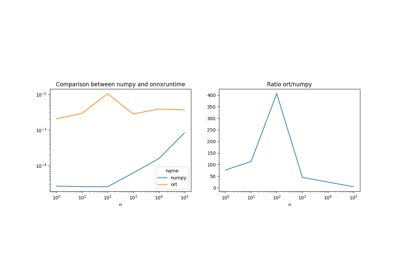 Comparison between numpy and onnxruntime
10⁻²
10⁻³
10⁻⁴
10⁰ 10¹ 10² 10³ 10⁴ 10⁵
name
numpy
ort
Ratio ort/numpy
400
350
300
250
200
150
100
50
0
10⁰ 10¹ 10² 10³ 10⁴ 10⁵